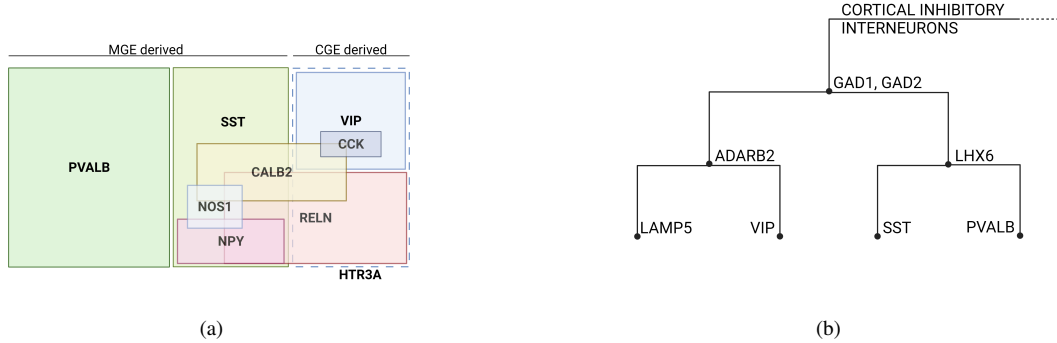 MGE derived
CGE derived
PVALB
SST
VIP
CCK
CALB2
NOS1
RELN
NPY
HTR3A
(a)
CORTICAL INHIBITORY
INTERNEURONS
GAD1, GAD2
ADARB2
LHX6
LAMP5
VIP
SST
PVALB
(b)